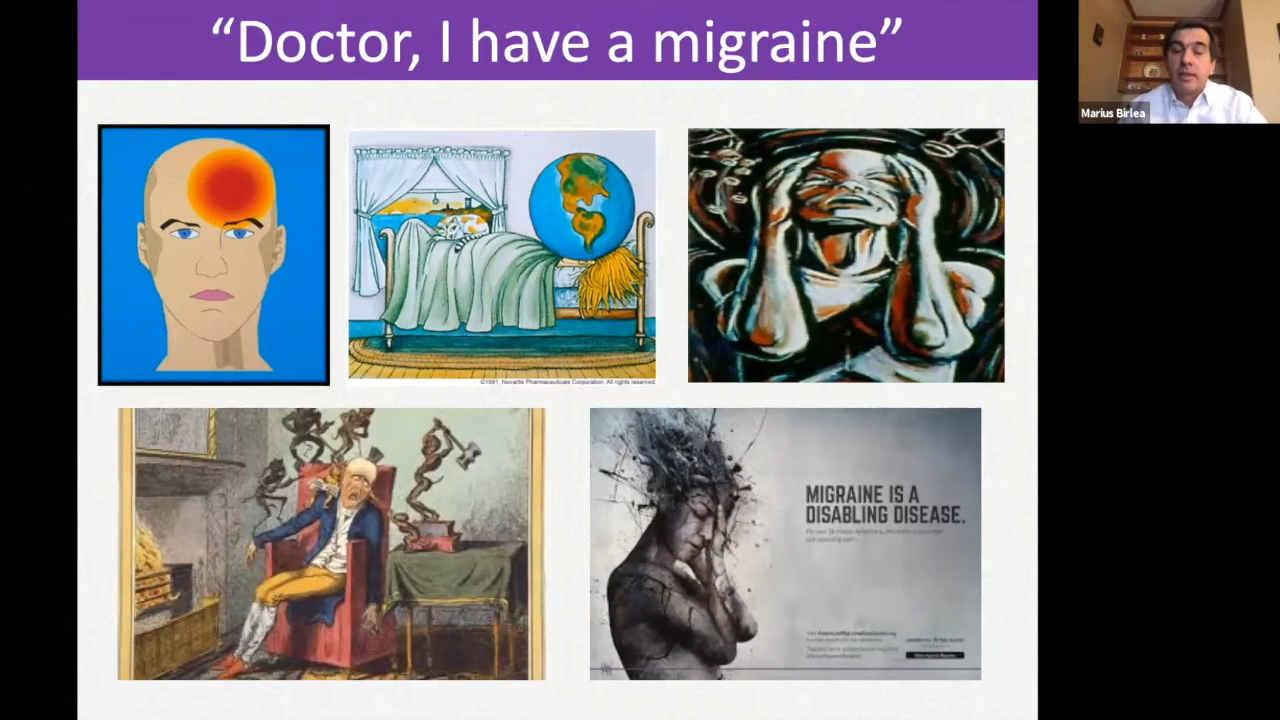 “Doctor, I have a migraine”
Marius Birlea
©1991, Novartis Pharmaceuticals Corporation. All rights reserved.
MIGRAINE IS A
DISABLING DISEASE.